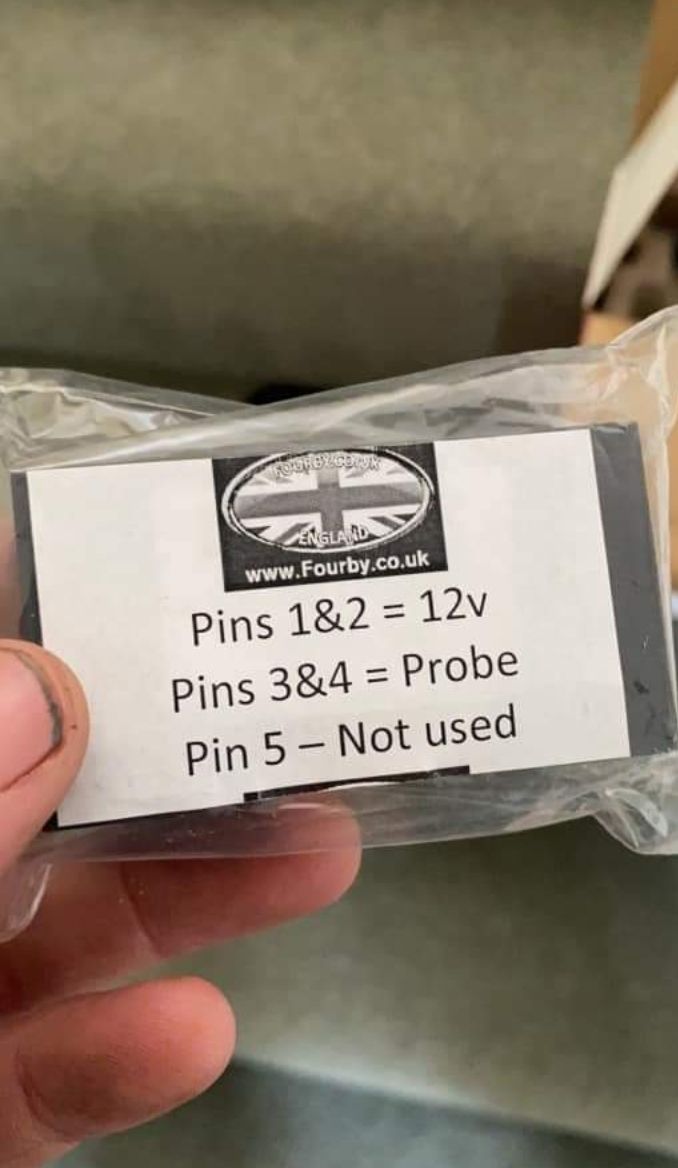 FOURBY.CO.UK
ENGLAND
www.Fourby.co.uk
Pins 1&2 = 12v
Pins 3&4 = Probe
Pin 5 – Not used